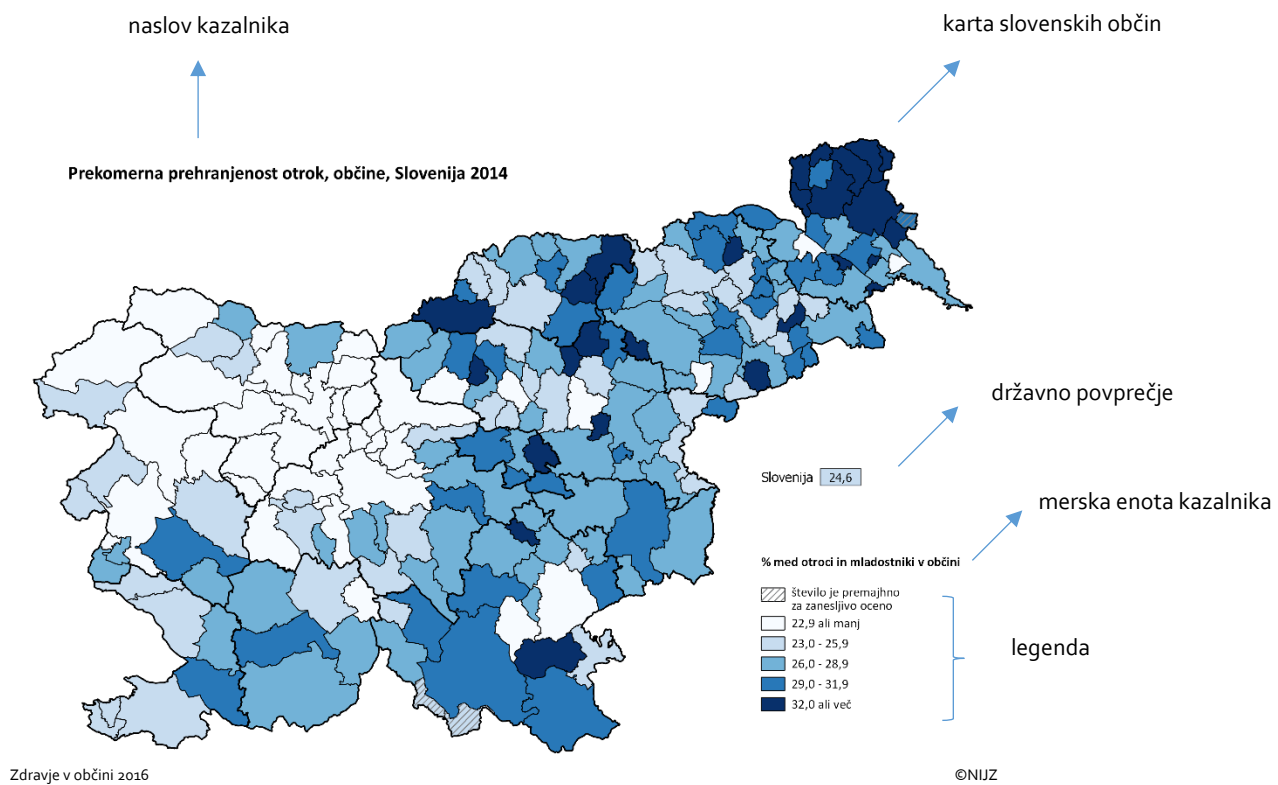 naslov kazalnika
karta slovenskih občin
Prekomerna prehranjenost otrok, občine, Slovenija 2014
državno povprečje
Slovenija 24,6
merska enota kazalnika
% med otroci in mladostniki v občini
število je premajhno
za zanesljivo oceno
22,9 ali manj
23,0 - 25,9
26,0 - 28,9
29,0 - 31,9
32,0 ali več
legenda
Zdravje v občini 2016
©NIJZ